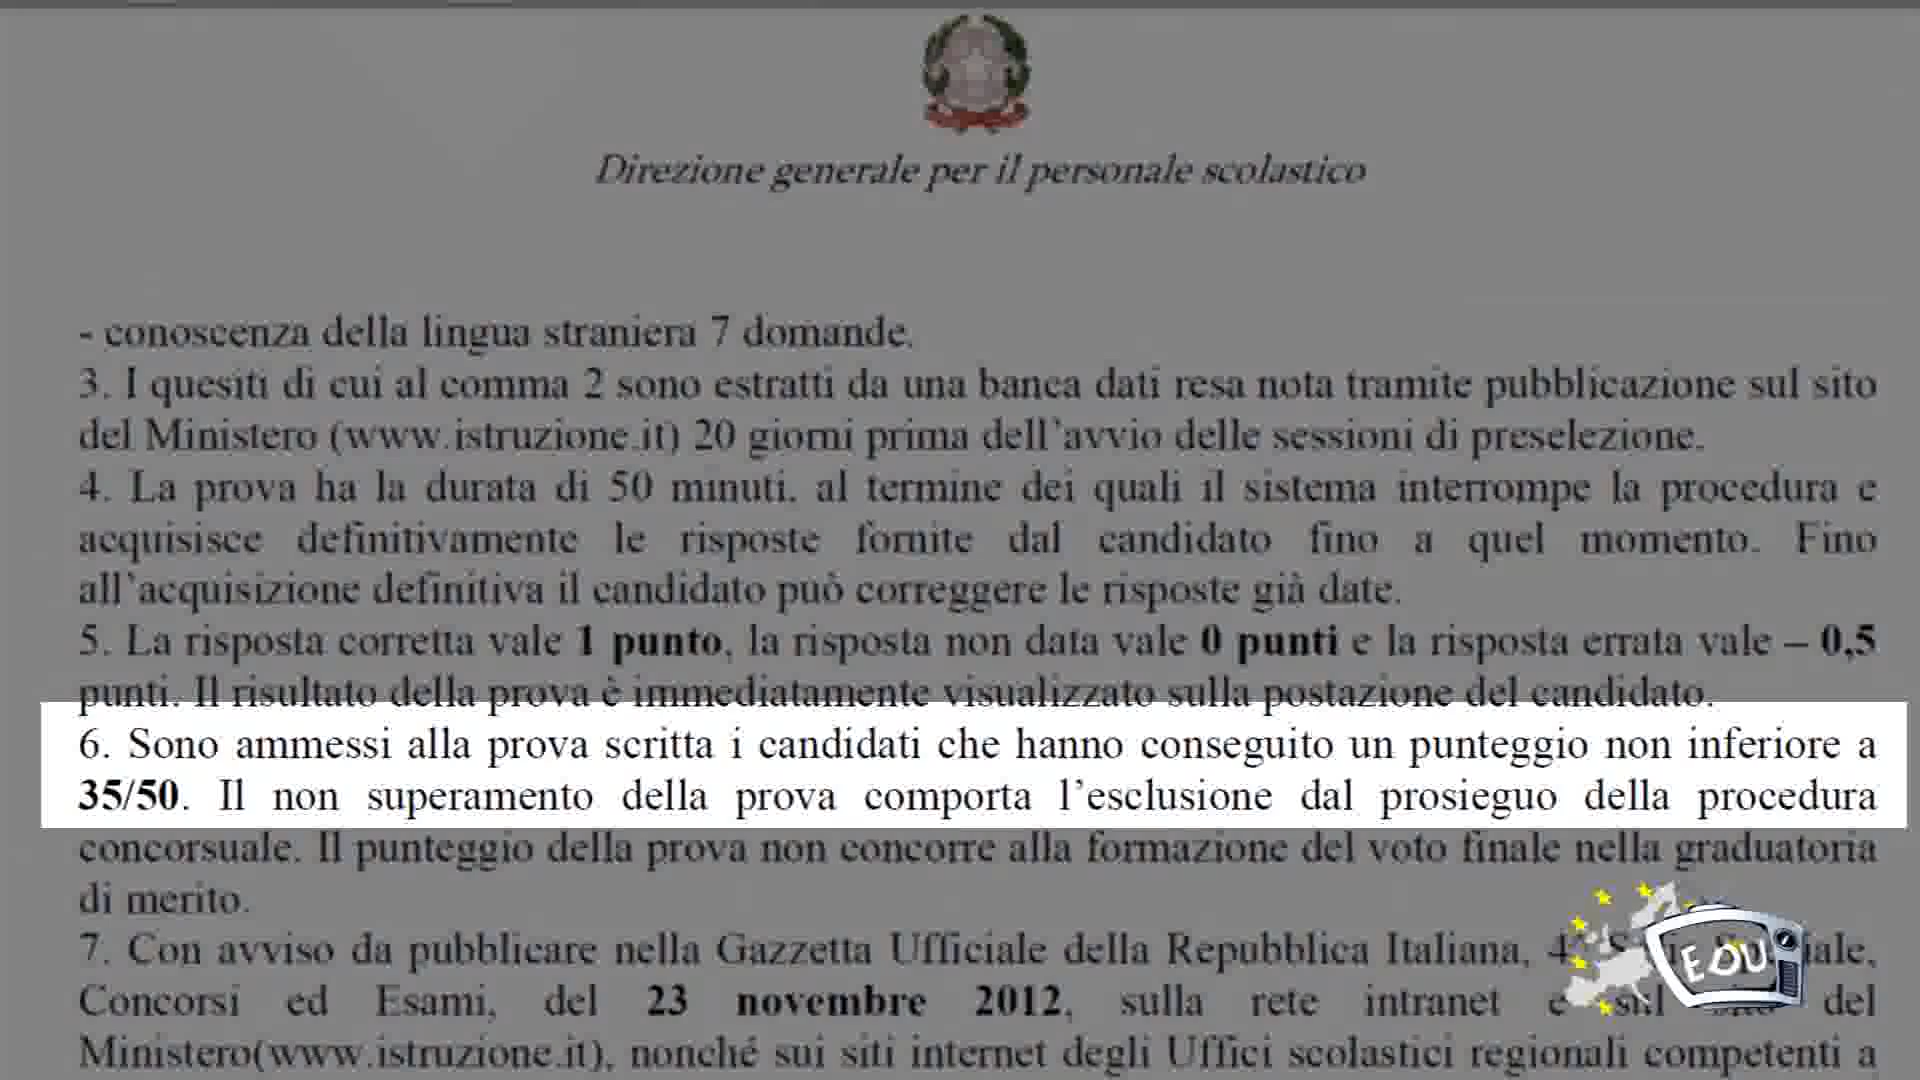 Direzione generale per il personale scolastico
- conoscenza della lingua straniera 7 domande.
3. I quesiti di cui al comma 2 sono estratti da una banca dati resa nota tramite pubblicazione sul sito
del Ministero (www.istruzione.it) 20 giorni prima dell’avvio delle sessioni di preselezione.
4. La prova ha la durata di 50 minuti, al termine dei quali il sistema interrompe la procedura e
acquisisce definitivamente le risposte fornite dal candidato fino a quel momento. Fino
all’acquisizione definitiva il candidato può correggere le risposte già date.
5. La risposta corretta vale 1 punto, la risposta non data vale 0 punti e la risposta errata vale – 0,5
punti. Il risultato della prova è immediatamente visualizzato sulla postazione del candidato.
6. Sono ammessi alla prova scritta i candidati che hanno conseguito un punteggio non inferiore a
35/50. Il non superamento della prova comporta l’esclusione dal prosieguo della procedura
concorsuale. Il punteggio della prova non concorre alla formazione del voto finale nella graduatoria
di merito.
7. Con avviso da pubblicare nella Gazzetta Ufficiale della Repubblica Italiana,
Concorsi ed Esami, del 23 novembre 2012, sulla rete intranet e sul del
Ministero(www.istruzione.it), nonché sui siti internet degli Uffici scolastici regionali competenti a
EDU